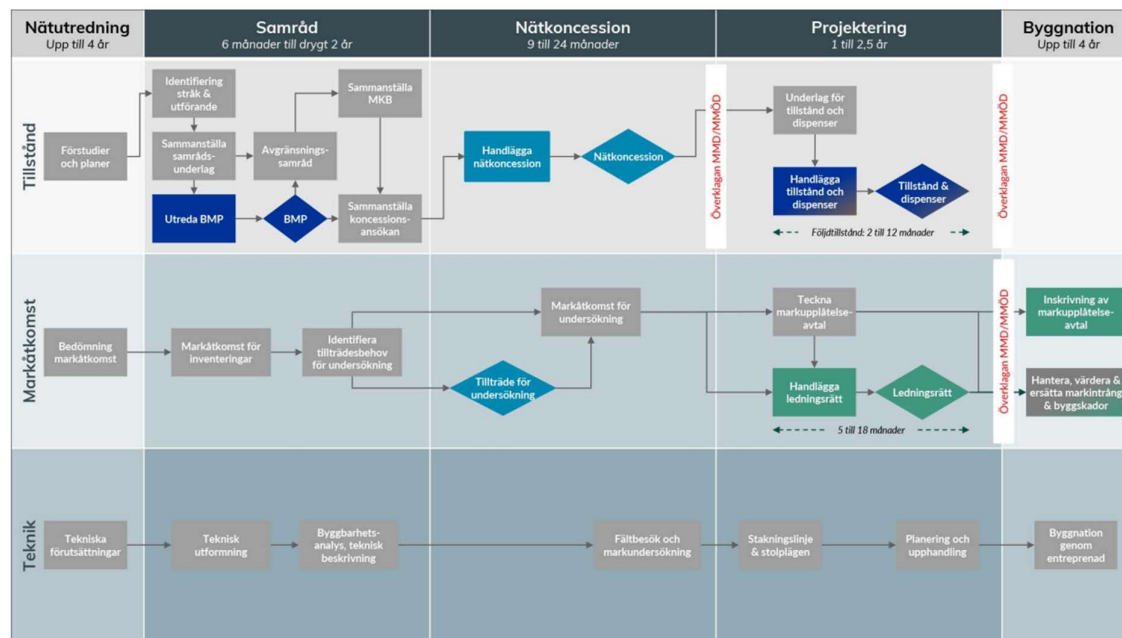 Nätutredning
Upp till 4 år
Samråd
6 månader till drygt 2 år
Nätkoncession
9 till 24 månader
Projektering
1 till 2,5 år
Byggnation
Upp till 4 år
Tillstånd
Förstudier
och planer
Identifiering
stråk &
utförande
Sammanställa
samråds-
underlag
Utreda BMP
Avgränsnings-
samråd
BMP
Sammanställa
MKB
Sammanställa
koncessions-
ansökan
Handlägga
nätkoncession
Nätkoncession
Överklagan MMD/MMÖD
Underlag för
tillstånd och
dispenser
Handlägga
tillstånd och
dispenser
Tillstånd &
dispenser
Följdtillstånd: 2 till 12 månader
Överklagan MMD/MMÖD
Markåtkomst
Bedömning
markåtkomst
Markåtkomst för
inventeringar
Identifiera
tillträdesbehov
för undersökning
Tillträde för
undersökning
Markåtkomst för
undersökning
Teckna
markupplåtelse-
avtal
Handlägga
ledningsrätt
Ledningsrätt
5 till 18 månader
Överklagan MMD/MMÖD
Inskrivning av
markupplåtelse-
avtal
Hantera, värdera &
ersätta markintrång
& byggskador
Teknik
Tekniska
förutsättningar
Teknisk
utformning
Byggbarhets-
analys, teknisk
beskrivning
Fältbesök och
markundersökning
Stakningslinje
& stolplägen
Planering och
upphandling
Byggnation
genom
entreprenad